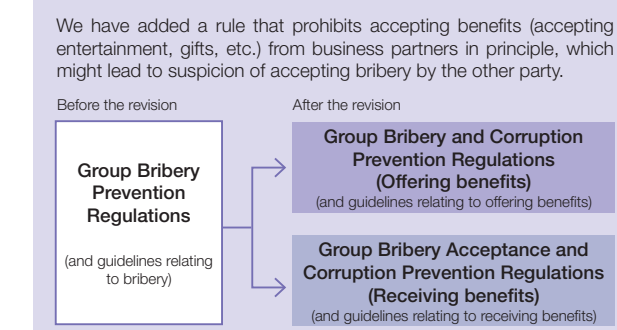 We have added a rule that prohibits accepting benefits (accepting
entertainment, gifts, etc.) from business partners in principle, which
might lead to suspicion of accepting bribery by the other party.
Before the revision
After the revision
Group Bribery
Prevention
Regulations
(and guidelines relating
to bribery)
Group Bribery and Corruption
Prevention Regulations
(Offering benefits)
(and guidelines relating to offering benefits)
Group Bribery Acceptance and
Corruption Prevention Regulations
(Receiving benefits)
(and guidelines relating to receiving benefits)